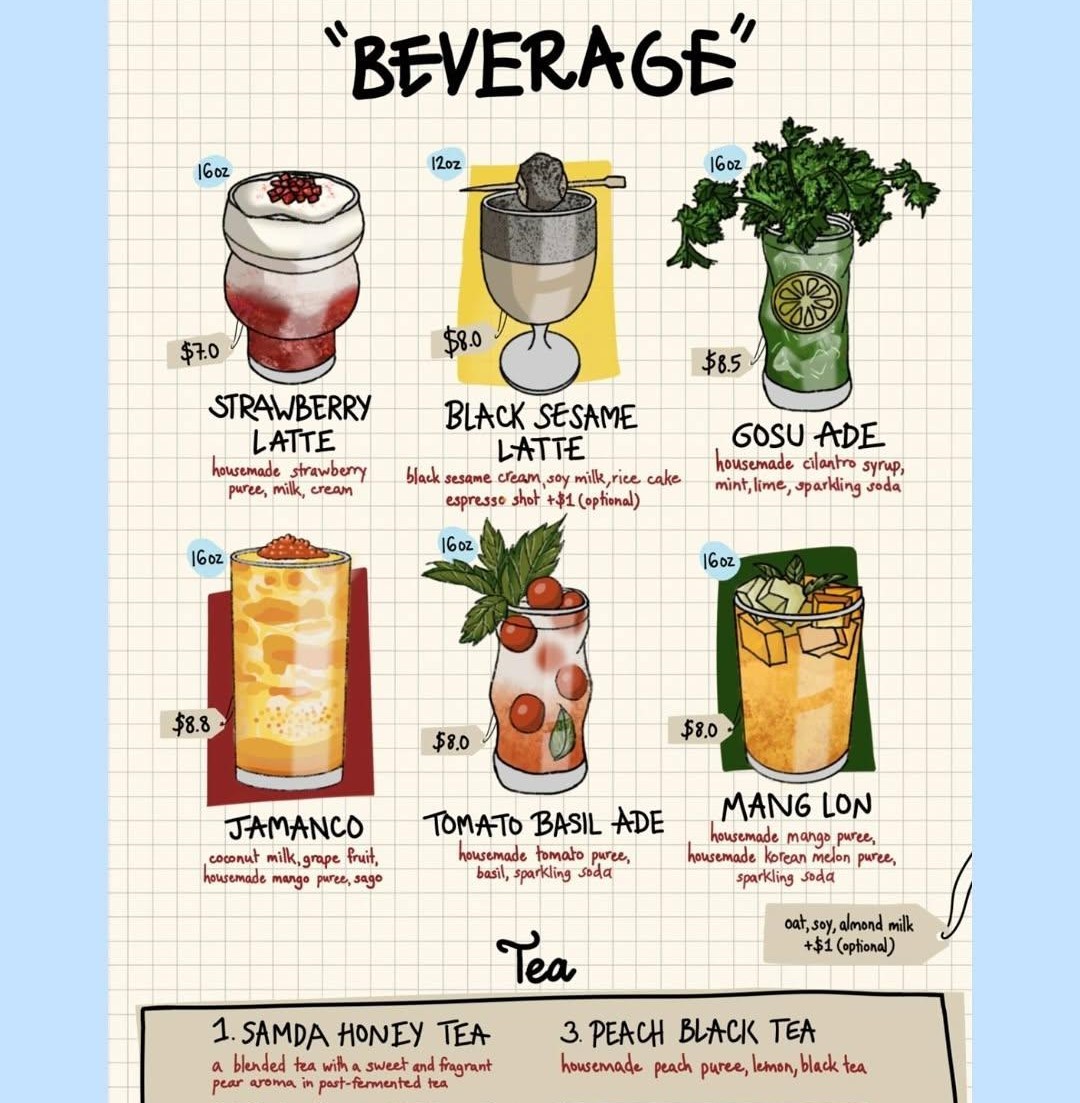 "BEVERAGE"
16oz
$7.0
STRAWBERRY
LATTE
housemade strawberry
puree, milk, cream
12oz
$8.0
BLACK SESAME
LATTE
black sesame cream, soy milk, rice cake
espresso shot +$1 (optional)
16oz
$8.5
GOSU ADE
housemade cilantro syrup,
mint, lime, sparkling soda
16oz
$8.8
JAMANCO
coconut milk, grape fruit,
housemade mango puree, sago
16oz
$8.0
TOMATO BASIL ADE
housemade tomato puree,
basil, sparkling soda
16oz
$8.0
MANG LON
housemade mango puree,
housemade korean melon puree,
sparkling soda
oat, soy, almond milk
+$1 (optional)
Tea
1. SAMDA HONEY TEA
a blended tea with a sweet and fragrant
pear aroma in post-fermented tea
3. PEACH BLACK TEA
housemade peach puree, lemon, black tea